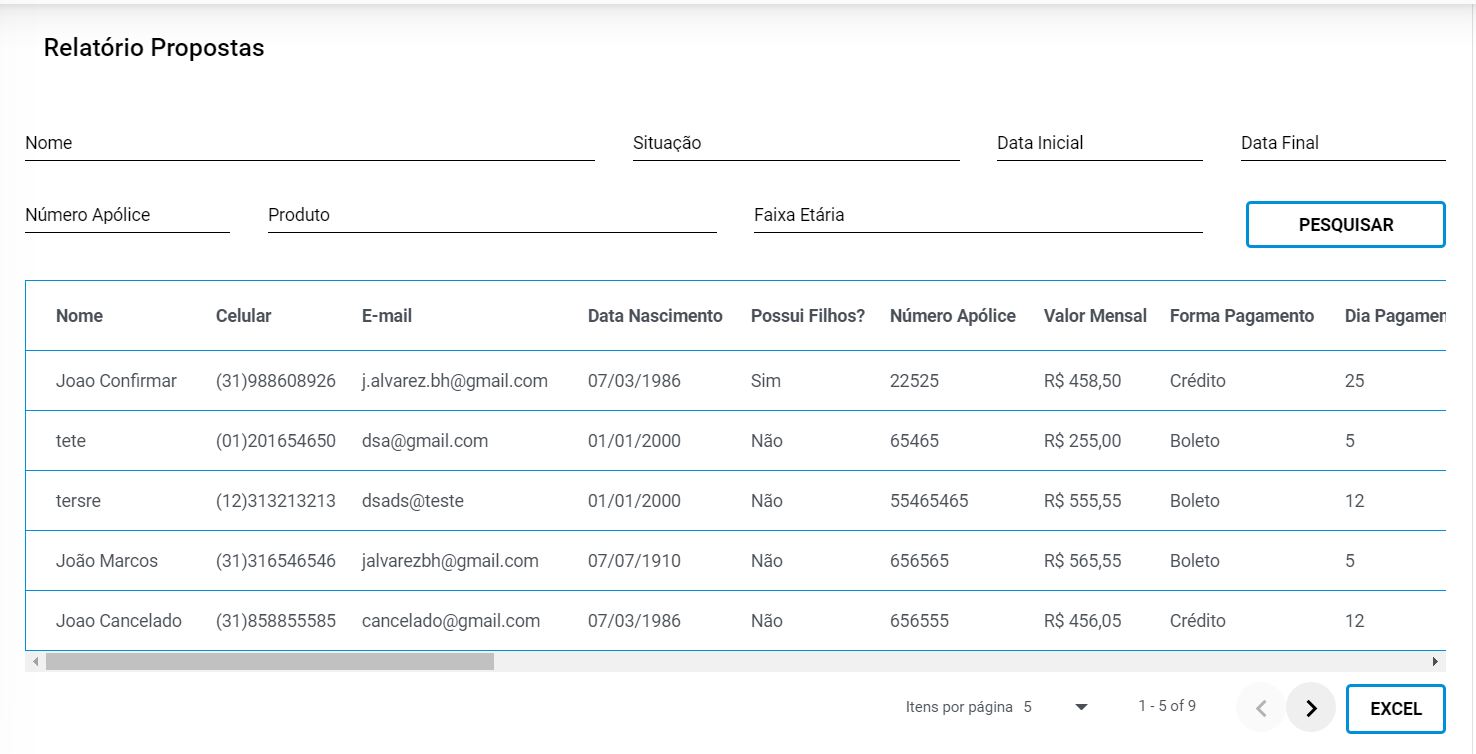 Relatório Propostas
Nome Situação Data Inicial Data Final
Número Apólice Produto Faixa Etária PESQUISAR
Nome Celular E-mail Data Nascimento Possui Filhos? Número Apólice Valor Mensal Forma Pagamento Dia Pagamen
Joao Confirmar (31)988608926 j.alvarez.bh@gmail.com 07/03/1986 Sim 22525 R$ 458,50 Crédito 25
tete (01)201654650 dsa@gmail.com 01/01/2000 Não 65465 R$ 255,00 Boleto 5
tersre (12)313213213 dsads@teste 01/01/2000 Não 55465465 R$ 555,55 Boleto 12
João Marcos (31)316546546 jalvarezbh@gmail.com 07/07/1910 Não 656565 R$ 565,55 Boleto 5
Joao Cancelado (31)858855585 cancelado@gmail.com 07/03/1986 Não 656555 R$ 456,05 Crédito 12
Itens por página 5 1 - 5 of 9 EXCEL